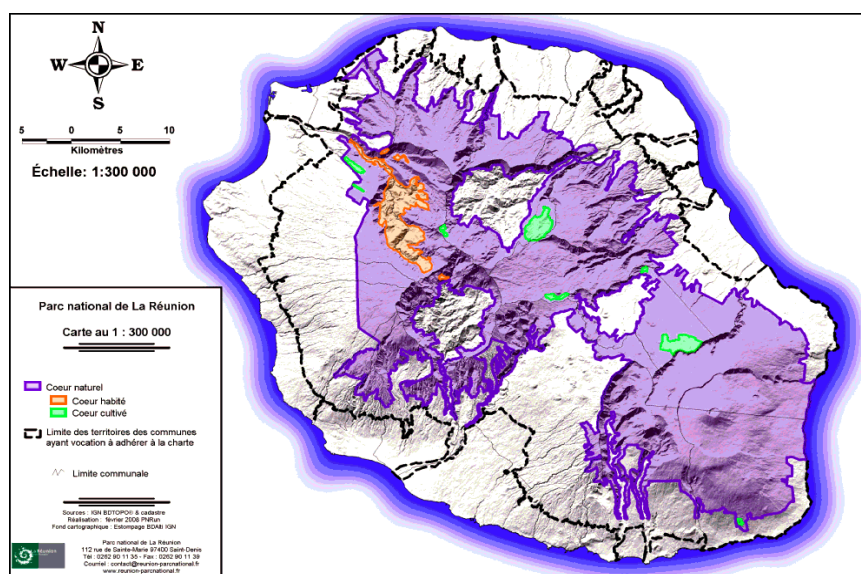 N
W E
S
5 0 5 10
Kilomètres
Échelle: 1:300 000
Parc national de La Réunion
Carte au 1 : 300 000
Coeur naturel
Coeur habité
Coeur cultivé
Limite des territoires des communes
ayant vocation à adhérer à la charte
Limite communale
Sources : IGN BDTOPO® & cadastre
Réalisation : février 2008 PNRun
Fond cartographique : Estompage BDAlti IGN
Parc national de La Réunion
112 rue de Sainte-Marie 97400 Saint-Denis
Tél : 0262 90 11 35 - Fax : 0262 90 11 39
Courriel : contact@reunion-parcnational.fr
www.reunion-parcnational.fr